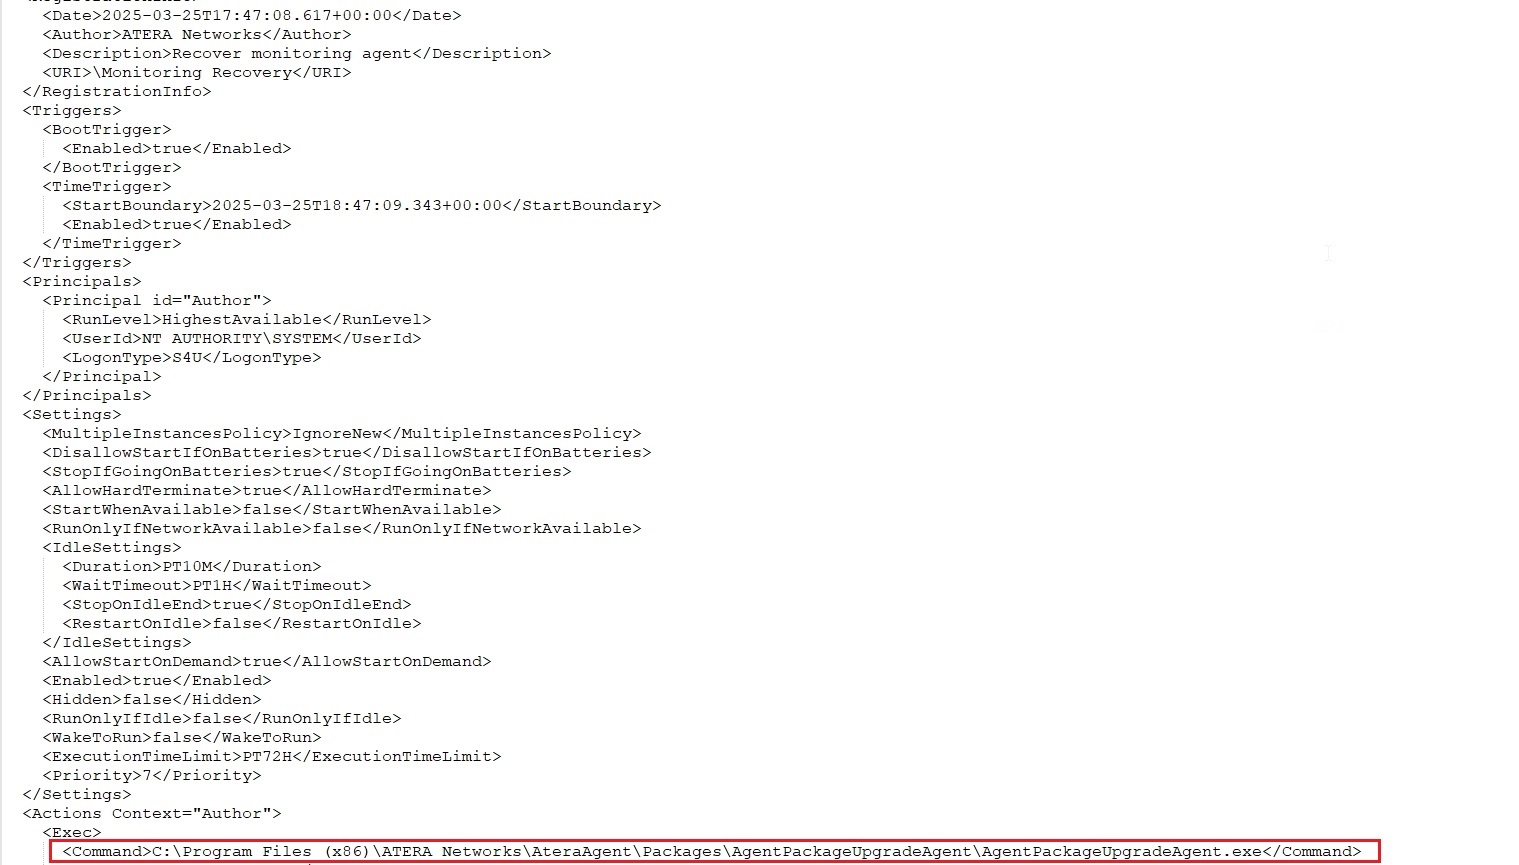 <Date>2025-03-25T17:47:08.617+00:00</Date>
<Author>ATERA Networks</Author>
<Description>Recover monitoring agent</Description>
<URI>\Monitoring Recovery</URI>
</RegistrationInfo>
<Triggers>
<BootTrigger>
<Enabled>true</Enabled>
</BootTrigger>
<TimeTrigger>
<StartBoundary>2025-03-25T18:47:09.343+00:00</StartBoundary>
<Enabled>true</Enabled>
</TimeTrigger>
</Triggers>
<Principals>
<Principal id="Author">
<RunLevel>HighestAvailable</RunLevel>
<UserId>NT AUTHORITY\SYSTEM</UserId>
<LogonType>S4U</LogonType>
</Principal>
</Principals>
<Settings>
<MultipleInstancesPolicy>IgnoreNew</MultipleInstancesPolicy>
<DisallowStartIfOnBatteries>true</DisallowStartIfOnBatteries>
<StopIfGoingOnBatteries>true</StopIfGoingOnBatteries>
<AllowHardTerminate>true</AllowHardTerminate>
<StartWhenAvailable>false</StartWhenAvailable>
<RunOnlyIfNetworkAvailable>false</RunOnlyIfNetworkAvailable>
<IdleSettings>
<Duration>PT10M</Duration>
<WaitTimeout>PT1H</WaitTimeout>
<StopOnIdleEnd>true</StopOnIdleEnd>
<RestartOnIdle>false</RestartOnIdle>
</IdleSettings>
<AllowStartOnDemand>true</AllowStartOnDemand>
<Enabled>true</Enabled>
<Hidden>false</Hidden>
<RunOnlyIfIdle>false</RunOnlyIfIdle>
<WakeToRun>false</WakeToRun>
<ExecutionTimeLimit>PT72H</ExecutionTimeLimit>
<Priority>7</Priority>
</Settings>
<Actions Context="Author">
<Exec>
<Command>C:\Program Files (x86)\ATERA Networks\AteraAgent\Packages\AgentPackageUpgradeAgent\AgentPackageUpgradeAgent.exe</Command>